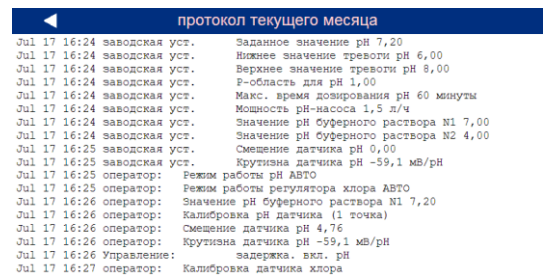 протокол текущего месяца
Jul 17 16:24 заводская уст. Заданное значение pH 7,20
Jul 17 16:24 заводская уст. Нижнее значение тревоги pH 6,00
Jul 17 16:24 заводская уст. Верхнее значение тревоги pH 8,00
Jul 17 16:24 заводская уст. P-область для pH 1,00
Jul 17 16:24 заводская уст. Макс. время дозирования pH 60 минуты
Jul 17 16:24 заводская уст. Мощность pH-насоса 1,5 л/ч
Jul 17 16:24 заводская уст. Значение pH буферного раствора N1 7,00
Jul 17 16:24 заводская уст. Значение pH буферного раствора N2 4,00
Jul 17 16:25 заводская уст. Смещение датчика pH 0,00
Jul 17 16:25 заводская уст. Крутизна датчика pH -59,1 мВ/pH
Jul 17 16:25 оператор: Режим работы pH АВТО
Jul 17 16:25 оператор: Режим работы регулятора хлора АВТО
Jul 17 16:26 оператор: Значение pH буферного раствора N1 7,20
Jul 17 16:26 оператор: Калибровка pH датчика (1 точка)
Jul 17 16:26 оператор: Смещение датчика pH 4,76
Jul 17 16:26 оператор: Крутизна датчика pH -59,1 мВ/pH
Jul 17 16:26 Управление: задержка. вкл. pH
Jul 17 16:27 оператор: Калибровка датчика хлора